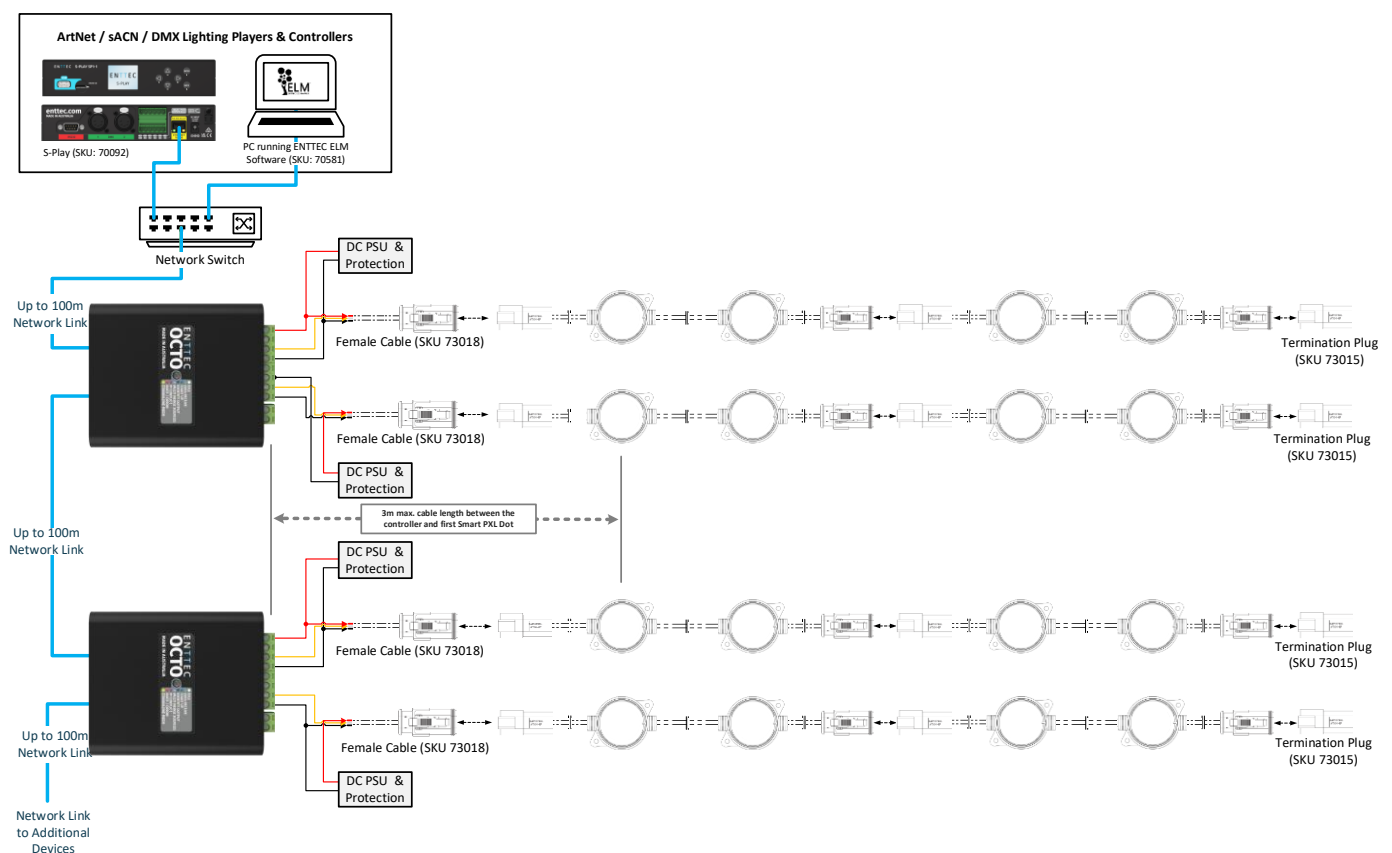 ArtNet / sACN / DMX Lighting Players & Controllers
ENTTEC
S-PLAY
enttec.com
MADE IN AUSTRALIA
ELM
S-Play (SKU: 70092)
PC running ENTTEC ELM
Software (SKU: 70581)
Network Switch
DC PSU &
Protection
Up to 100m
Network Link
ENTTEC
OCTO
MADE IN AUSTRALIA
Female Cable (SKU 73018)
Termination Plug
(SKU 73015)
Female Cable (SKU 73018)
Termination Plug
(SKU 73015)
DC PSU &
Protection
3m max. cable length between the
controller and first Smart PXL Dot
Up to 100m
Network Link
DC PSU &
Protection
ENTTEC
OCTO
MADE IN AUSTRALIA
Female Cable (SKU 73018)
Termination Plug
(SKU 73015)
Up to 100m
Network Link
Female Cable (SKU 73018)
Termination Plug
(SKU 73015)
DC PSU &
Protection
Network Link
to Additional
Devices